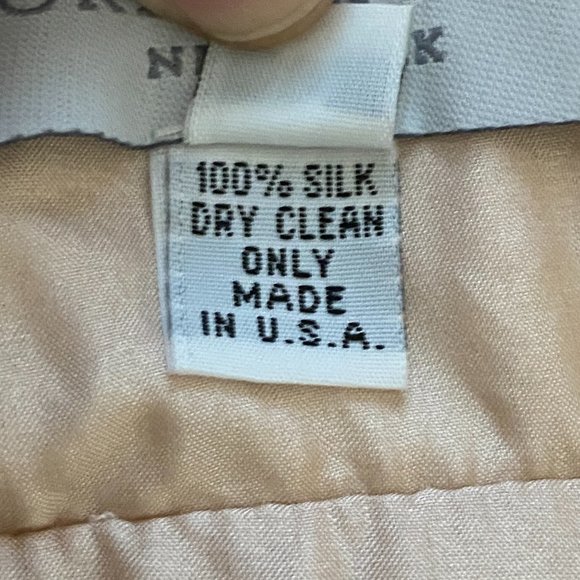 100% SILK
DRY CLEAN
ONLY
MADE
IN U.S.A.